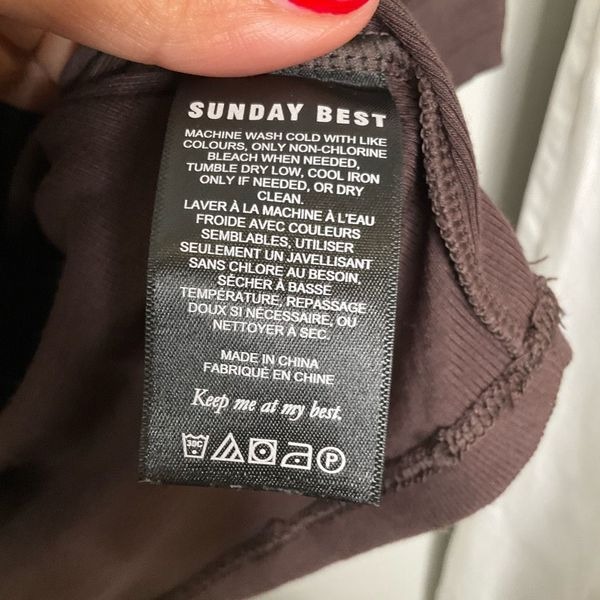 SUNDAY BEST
MACHINE WASH COLD WITH LIKE
COLOURS, ONLY NON-CHLORINE
BLEACH WHEN NEEDED,
TUMBLE DRY LOW, COOL IRON
ONLY IF NEEDED, OR DRY
CLEAN.
LAVER À LA MACHINE À L'EAU
FROIDE AVEC COULEURS
SEMBLABLES, UTILISER
SEULEMENT UN JAVELLISANT
SANS CHLORE AU BESOIN,
SÉCHER À BASSE
TEMPÉRATURE, REPASSAGE
DOUX SI NÉCESSAIRE, OU
NETTOYER À SEC.
MADE IN CHINA
FABRIQUÉ EN CHINE
Keep me at my best.
30C P